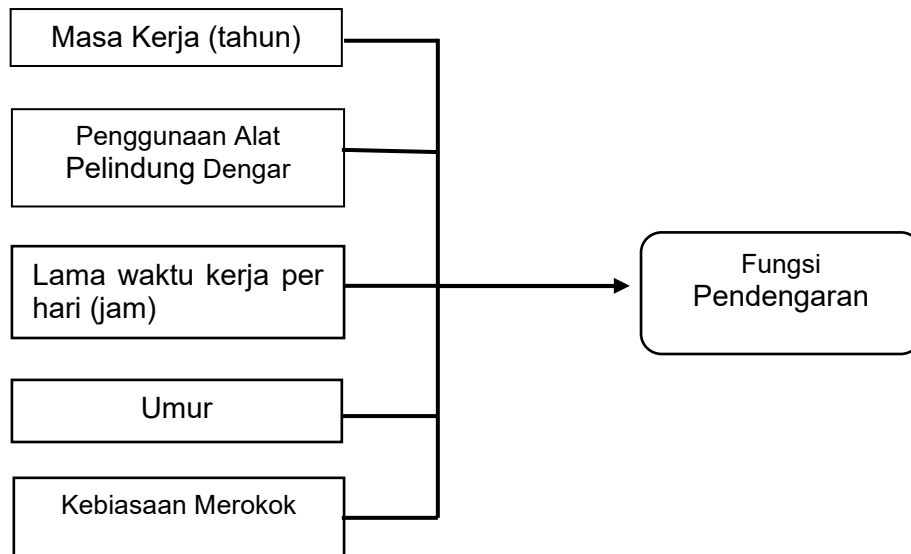 Masa Kerja (tahun)
Penggunaan Alat
Pelindung Dengar
Lama waktu kerja per
hari (jam)
Umur
Kebiasaan Merokok
Fungsi
Pendengaran